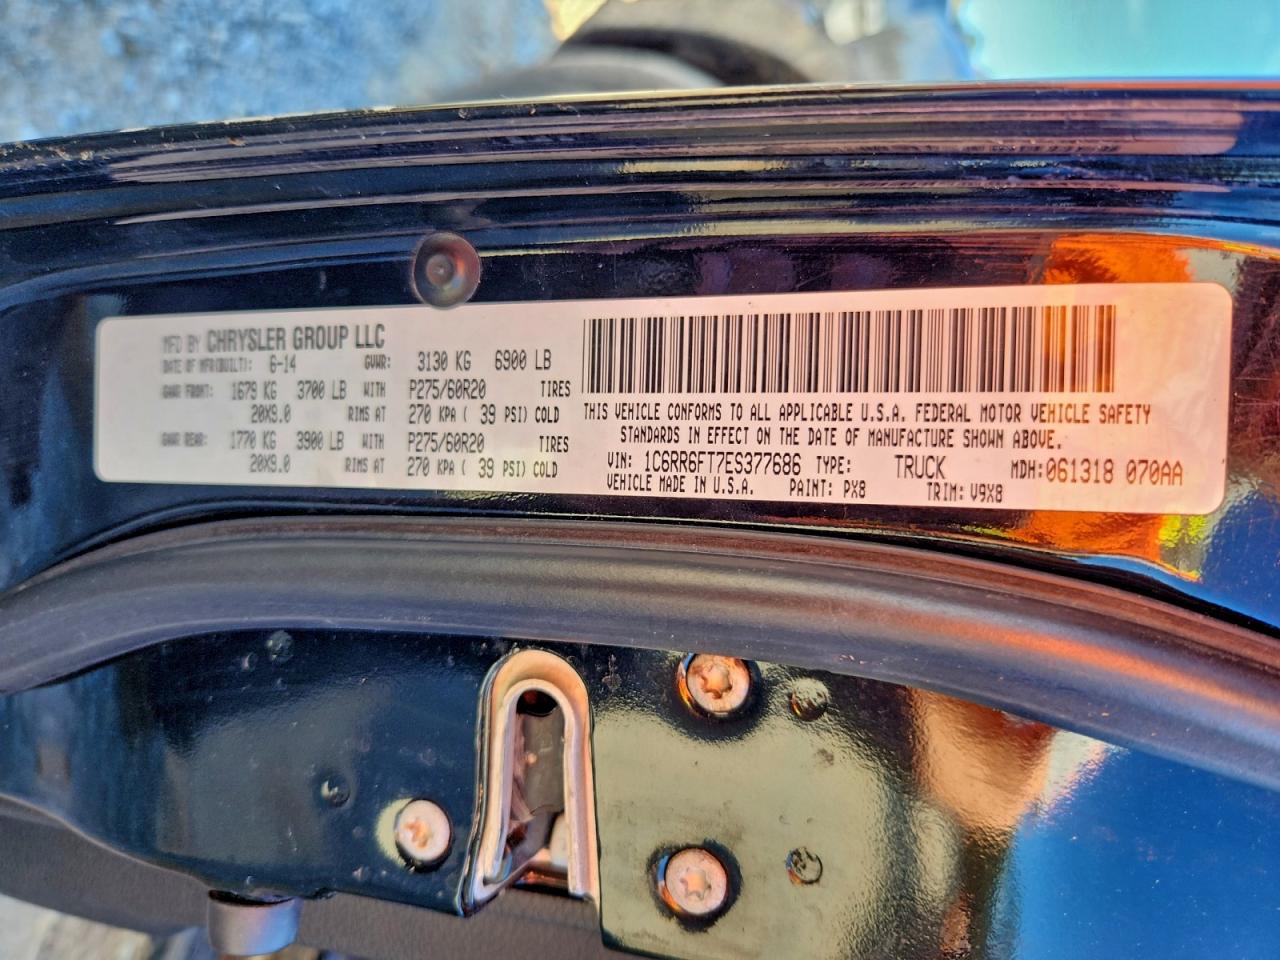 MFD BY CHRYSLER GROUP LLC
DATE OF MFR(BUILT): 6-14 GVWR: 3130 KG 6900 LB
GAWR FRONT: 1679 KG 3700 LB WITH P275/60R20 TIRES
20X9.0 RIMS AT 270 KPA ( 39 PSI) COLD
GAWR REAR: 1770 KG 3900 LB WITH P275/60R20 TIRES
20X9.0 RIMS AT 270 KPA ( 39 PSI) COLD
THIS VEHICLE CONFORMS TO ALL APPLICABLE U.S.A. FEDERAL MOTOR VEHICLE SAFETY
STANDARDS IN EFFECT ON THE DATE OF MANUFACTURE SHOWN ABOVE.
VIN: 1C6RR6FT7ES377686 TYPE: TRUCK MDH:061318 070AA
VEHICLE MADE IN U.S.A. PAINT: PX8 TRIM: V9X8